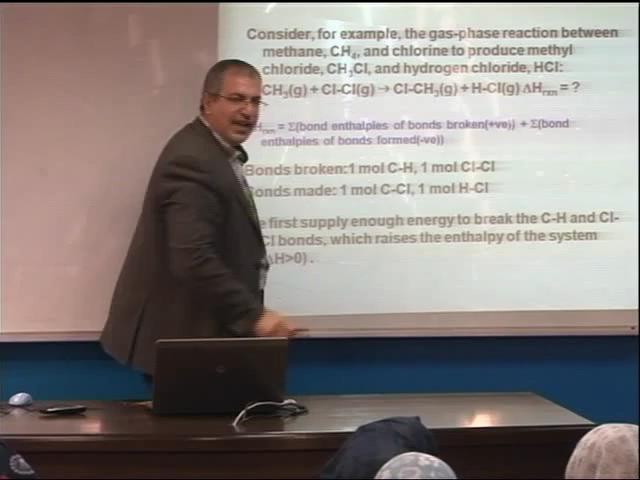 Consider, for example, the gas-phase reaction between
methane, CH₄, and chlorine to produce methyl
chloride, CH₃Cl, and hydrogen chloride, HCl:
CH₃(g) + Cl-Cl(g) → Cl-CH₃(g) + H-Cl(g) ΔHrxn = ?
Hrxn = Σ(bond enthalpies of bonds broken(+ve)) + Σ(bond
enthalpies of bonds formed(-ve))
Bonds broken:1 mol C-H, 1 mol Cl-Cl
onds made: 1 mol C-Cl, 1 mol H-Cl
e first supply enough energy to break the C-H and Cl-
Cl bonds, which raises the enthalpy of the system
ΔH>0) .